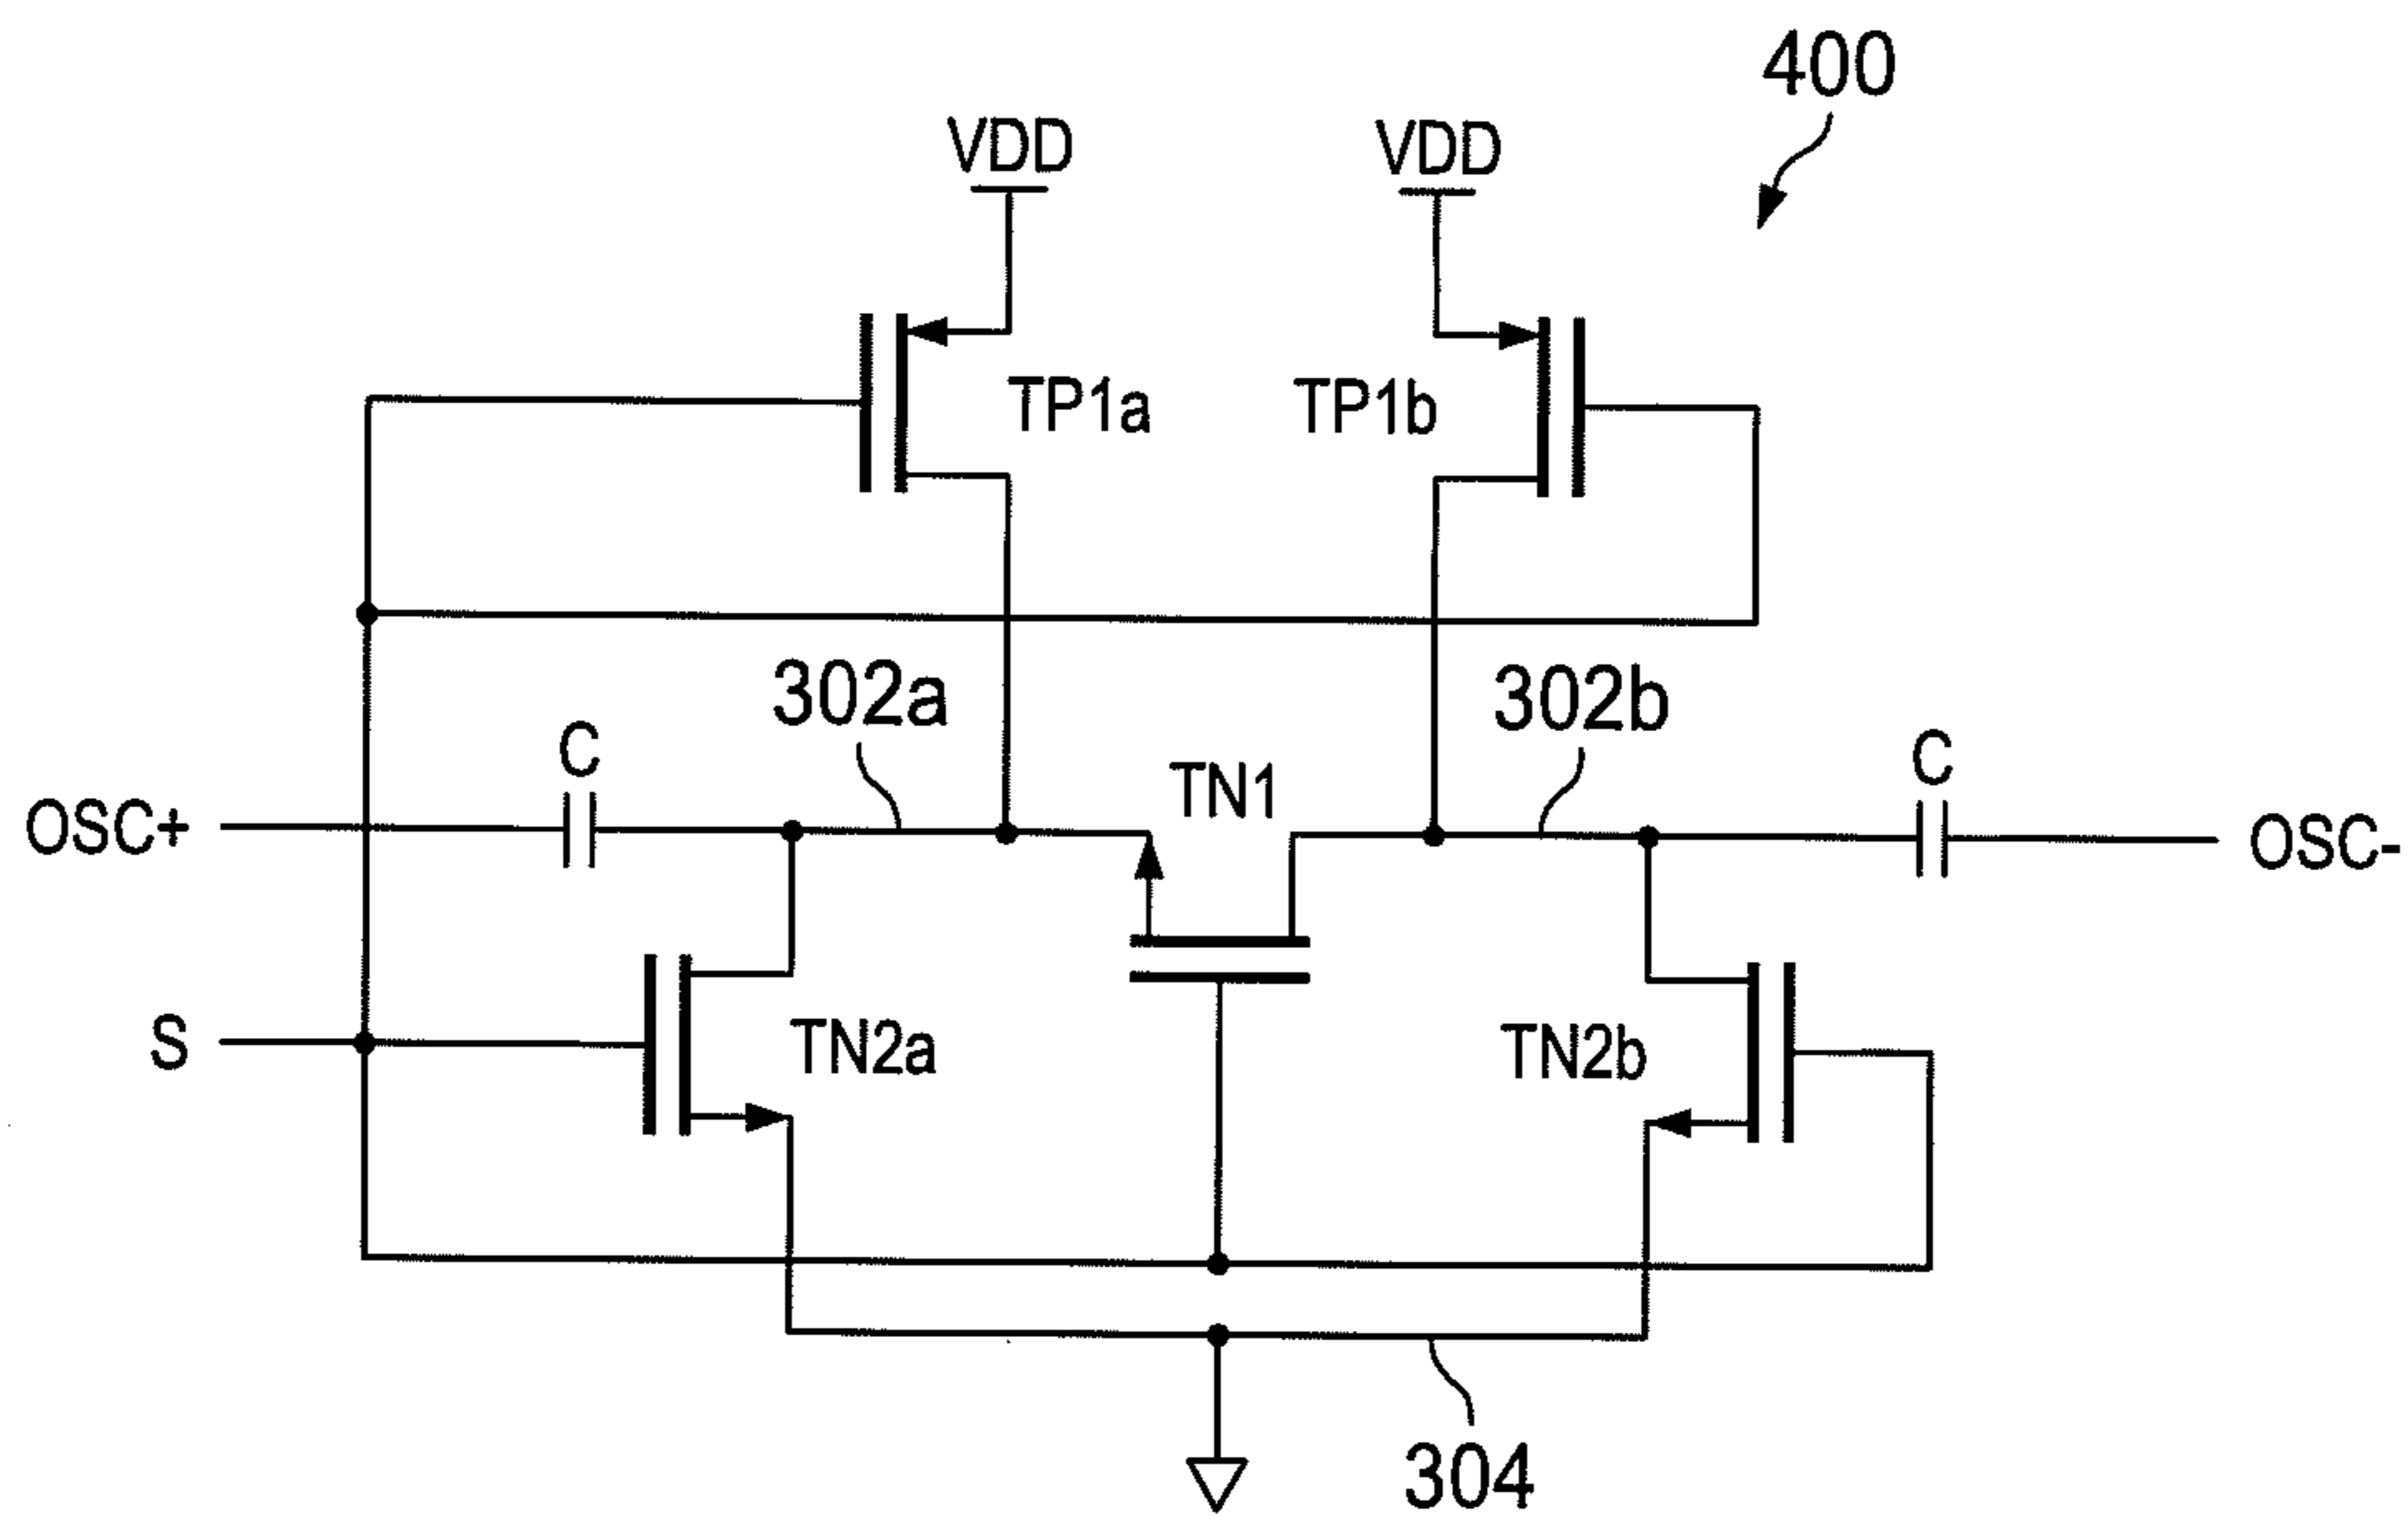 400
VDD
VDD
TP1a
TP1b
302a
302b
C
TN1
C
OSC+
OSC-
S
TN2a
TN2b
304